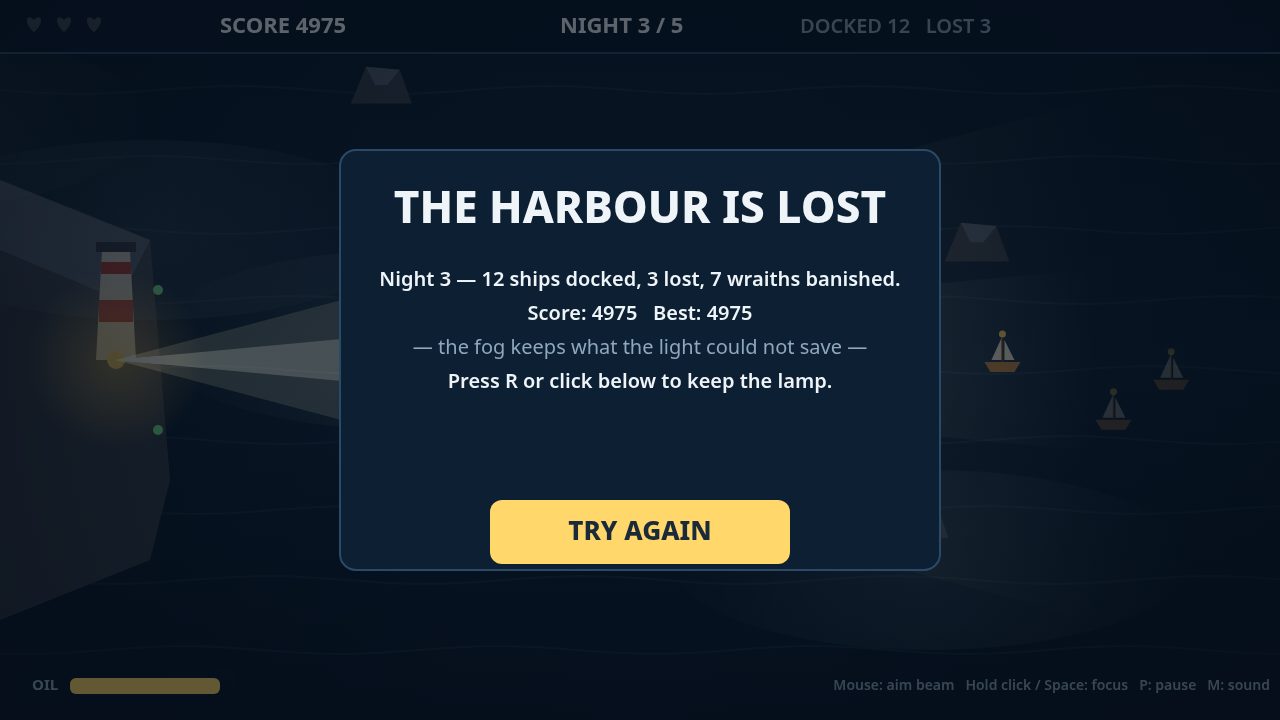 SCORE 4975 NIGHT 3 / 5 DOCKED 12 LOST 3
THE HARBOUR IS LOST
Night 3 — 12 ships docked, 3 lost, 7 wraiths banished.
Score: 4975 Best: 4975
— the fog keeps what the light could not save —
Press R or click below to keep the lamp.
TRY AGAIN
OIL
Mouse: aim beam Hold click / Space: focus P: pause M: sound